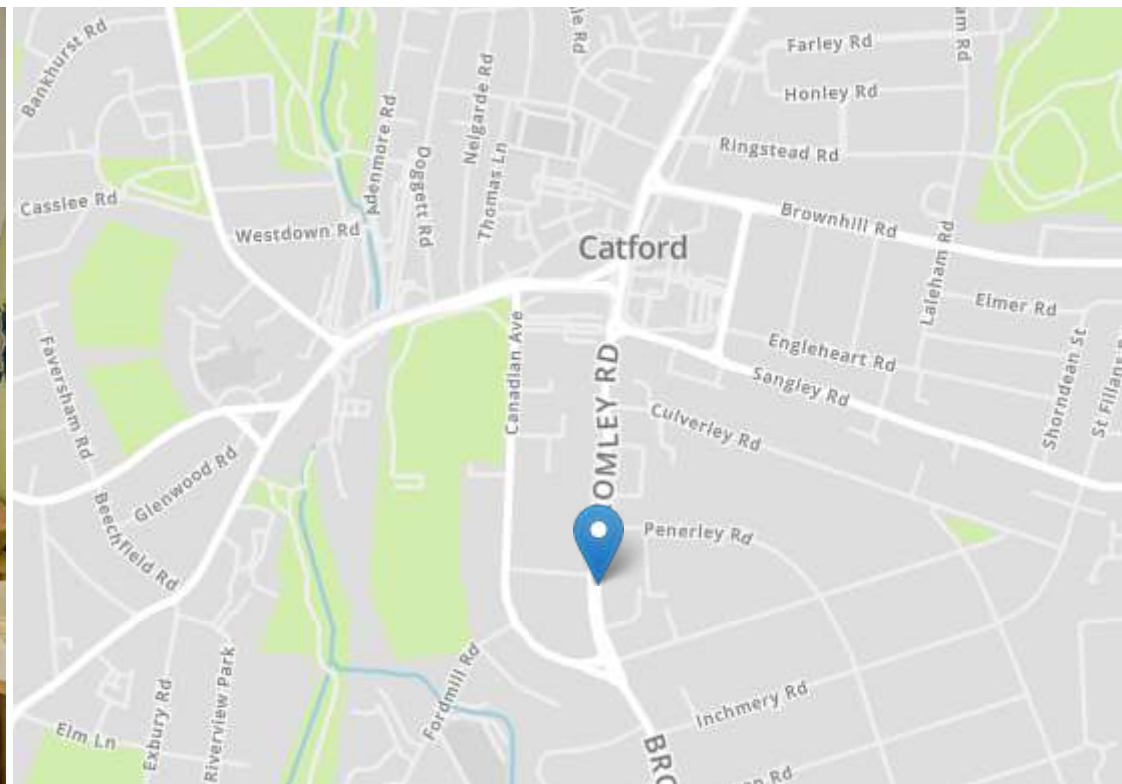 Bankhurst Rd
Farley Rd
Honley Rd
Ringstead Rd
Nelgarde Rd
Adenmore Rd
Doggett Rd
Thomas Ln
Casslee Rd
Westdown Rd
Catford
Brownhill Rd
Laleham Rd
Elmer Rd
Engleheart Rd
Sangley Rd
Shorndean St
Canadian Ave
Faversham Rd
OMLEY RD
Culverley Rd
Glenwood Rd
Beechfield Rd
Penerley Rd
Fordmill Rd
Riverview Park
Exbury Rd
Elm Ln
Inchmery Rd
BRO